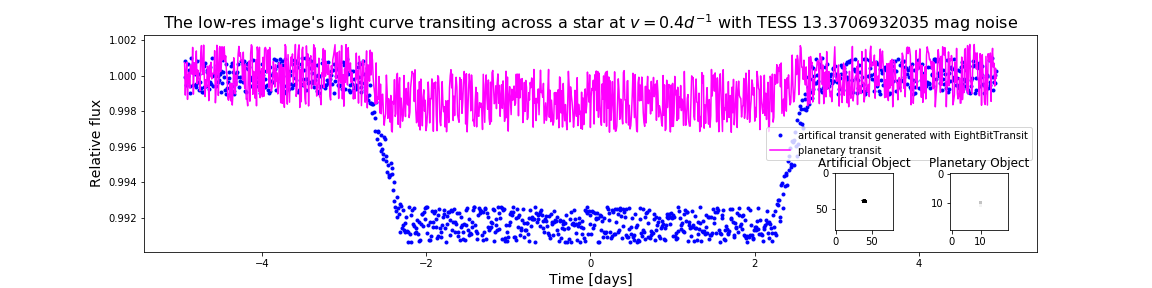 The low-res image's light curve transiting across a star at v = 0.4d⁻¹ with TESS 13.3706932035 mag noise
1.002
1.000
0.998
0.996
0.994
0.992
Relative flux
artifical transit generated with EightBitTransit
planetary transit
Artificial Object
Planetary Object
0
50
0
50
0
10
0
10
−4
−2
0
2
4
Time [days]